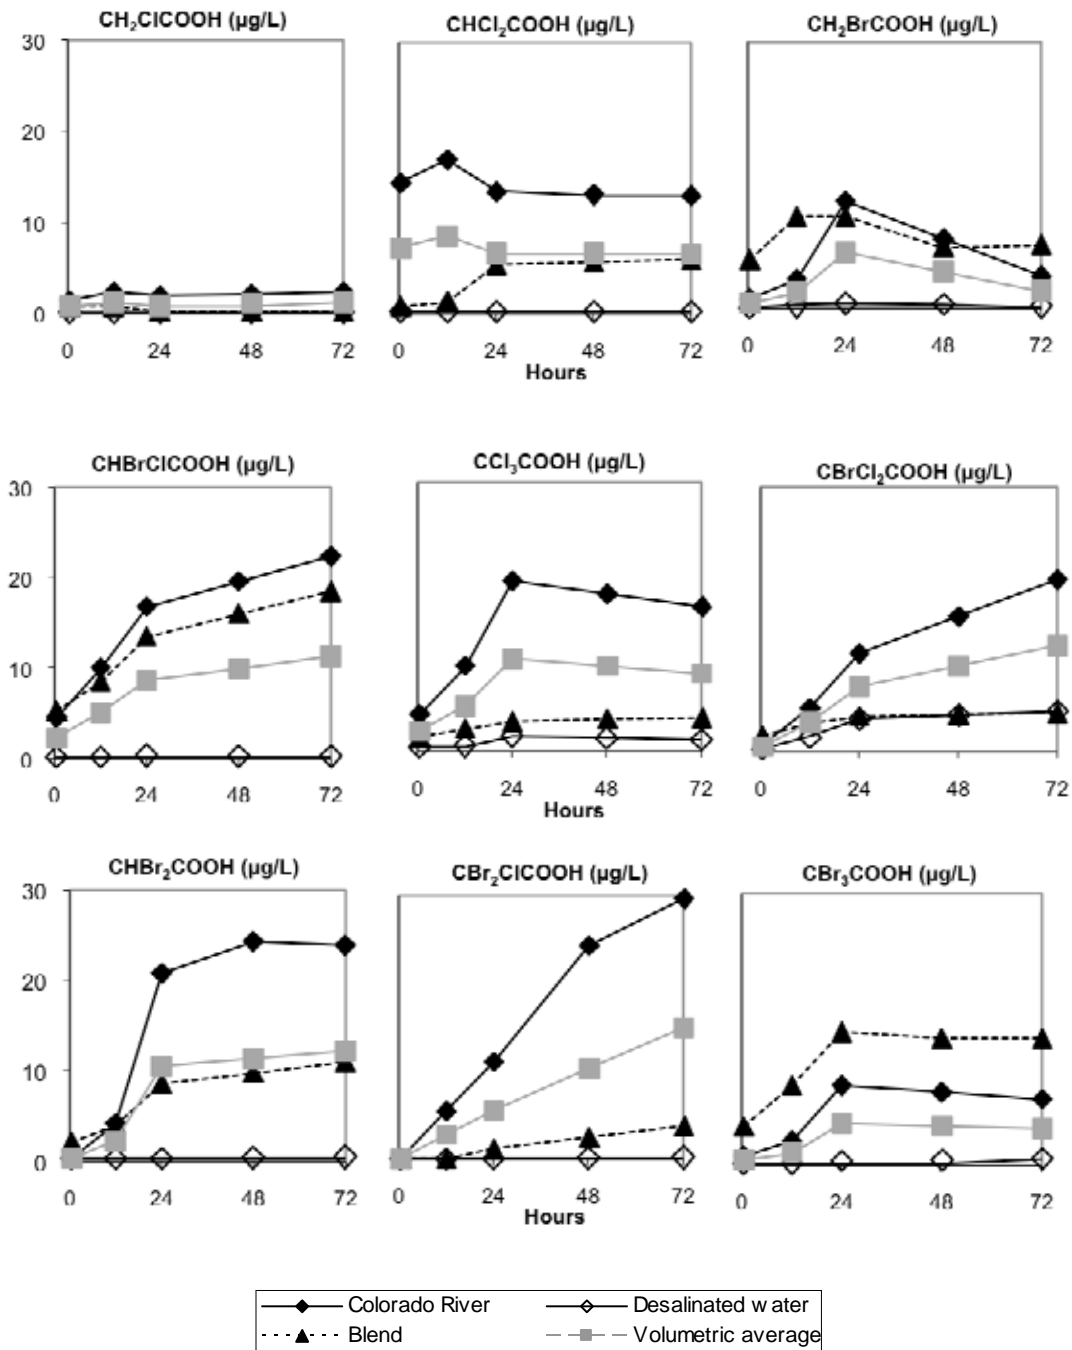 CH₂ClCOOH (µg/L)
CHCl₂COOH (µg/L)
CH₂BrCOOH (µg/L)
30
20
10
0
0 24 48 72
0 24 48 72
0 24 48 72
Hours
CHBrClCOOH (µg/L)
CCl₃COOH (µg/L)
CBrCl₂COOH (µg/L)
30
20
10
0
0 24 48 72
0 24 48 72
0 24 48 72
Hours
CHBr₂COOH (µg/L)
CBr₂ClCOOH (µg/L)
CBr₃COOH (µg/L)
30
20
10
0
0 24 48 72
0 24 48 72
0 24 48 72
Hours
Colorado River
Desalinated water
Blend
Volumetric average